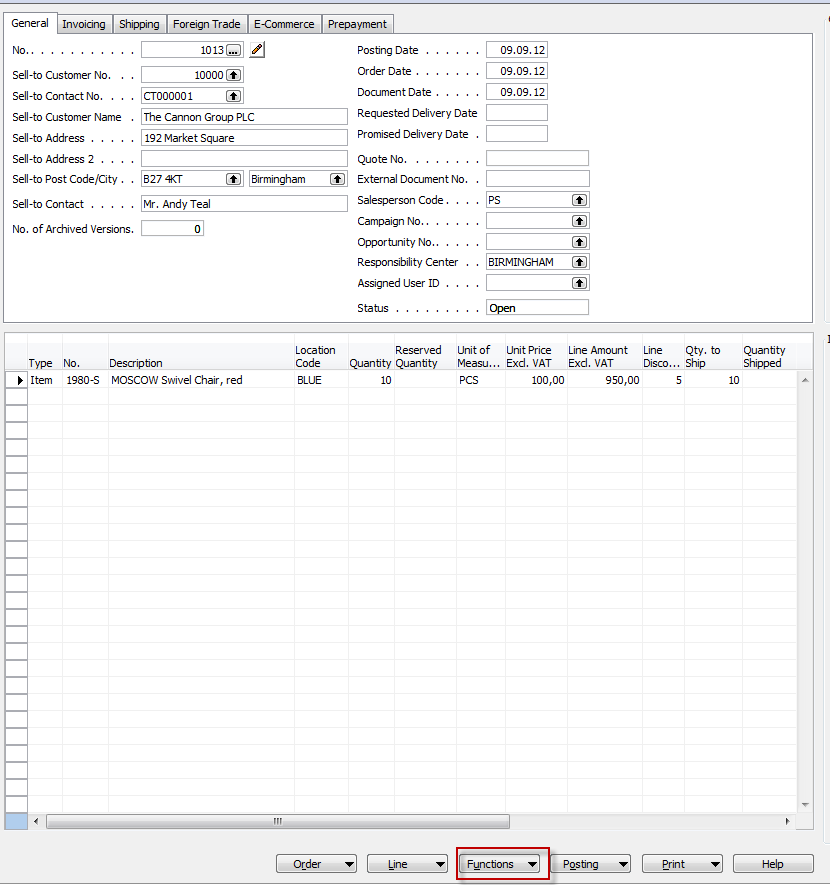 General Invoicing Shipping Foreign Trade E-Commerce Prepayment
No.. . . . . . . . . . . 1013 ...
Sell-to Customer No. . . 10000
Sell-to Contact No. . . . CT000001
Sell-to Customer Name . The Cannon Group PLC
Sell-to Address . . . . . 192 Market Square
Sell-to Address 2 . . . .
Sell-to Post Code/City . . B27 4KT Birmingham
Sell-to Contact . . . . . Mr. Andy Teal
No. of Archived Versions. 0
Posting Date . . . . . . 09.09.12
Order Date . . . . . . . 09.09.12
Document Date . . . . . 09.09.12
Requested Delivery Date
Promised Delivery Date .
Quote No. . . . . . . .
External Document No. .
Salesperson Code . . . . PS
Campaign No.. . . . . .
Opportunity No.. . . . .
Responsibility Center . . BIRMINGHAM
Assigned User ID . . . .
Status . . . . . . . . . Open
Type No. Description Location Code Quantity Reserved Quantity Unit of Measu... Unit Price Excl. VAT Line Amount Excl. VAT Line Disco... Qty. to Ship Quantity Shipped
Item 1980-S MOSCOW Swivel Chair, red BLUE 10 PCS 100,00 950,00 5 10
Order Line Functions Posting Print Help